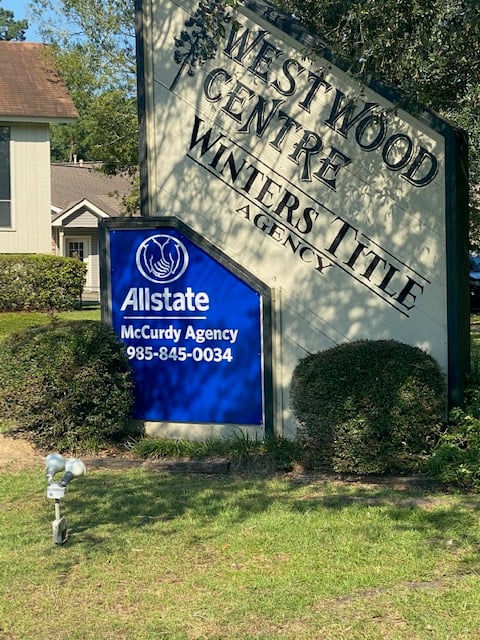 WESTWOOD
CENTRE
WINTERS TITLE
AGENCY
Allstate
McCurdy Agency
985-845-0034